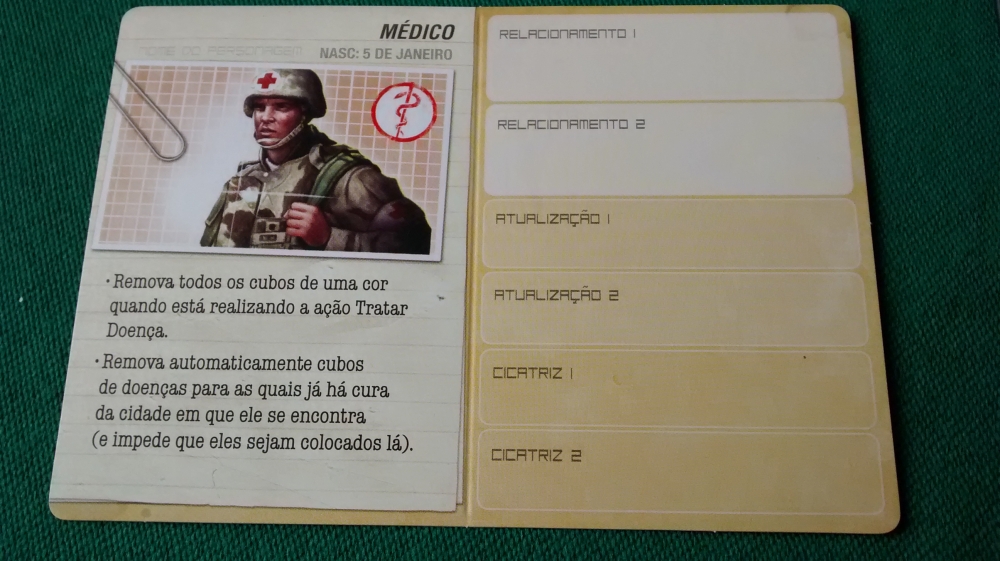 MÉDICO
NOME DO PERSONAGEM
NASC: 5 DE JANEIRO
· Remova todos os cubos de uma cor
quando está realizando a ação Tratar
Doença.
· Remova automaticamente cubos
de doenças para as quais já há cura
da cidade em que ele se encontra
(e impede que eles sejam colocados lá).
RELACIONAMENTO 1
RELACIONAMENTO 2
ATUALIZAÇÃO 1
ATUALIZAÇÃO 2
CICATRIZ 1
CICATRIZ 2